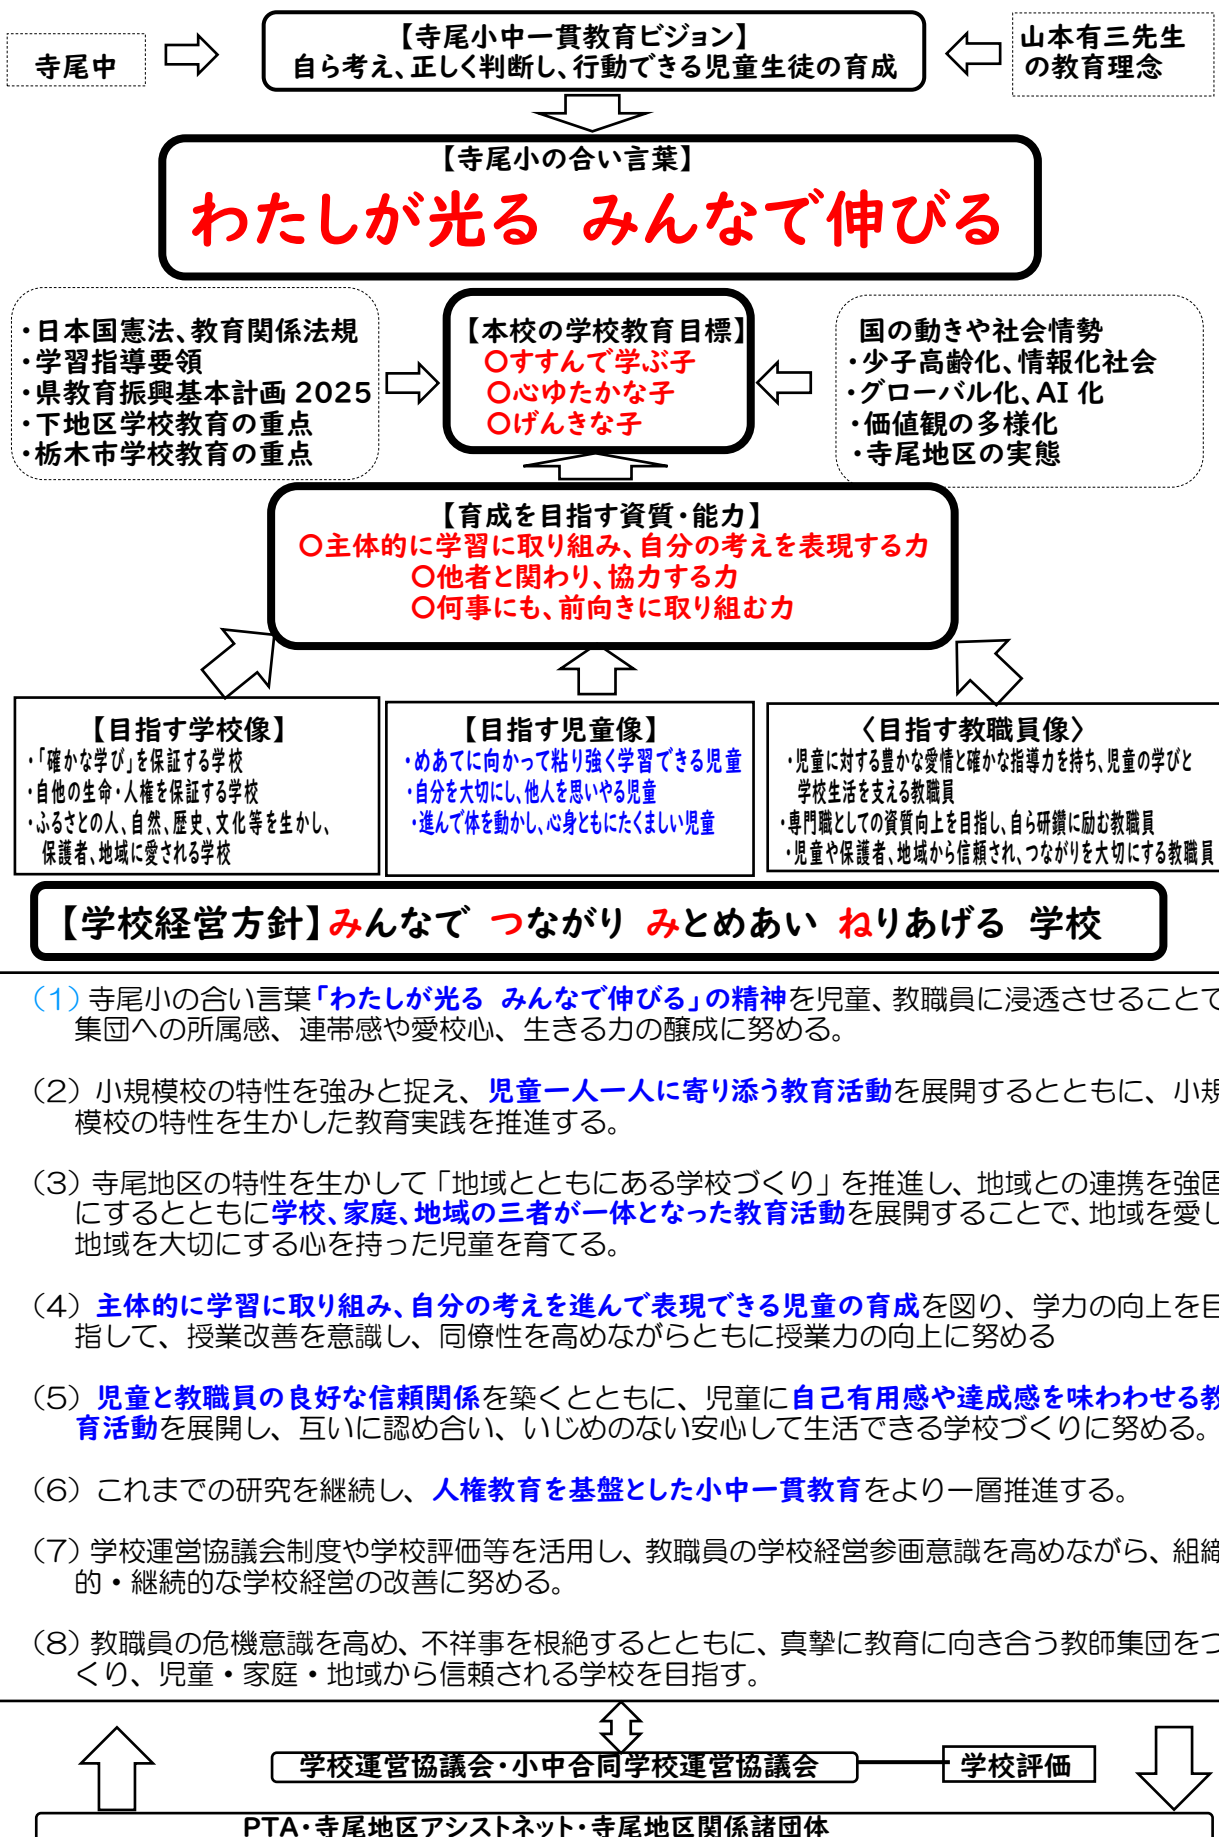 寺尾中
【寺尾小中一貫教育ビジョン】
自ら考え、正しく判断し、行動できる児童生徒の育成
山本有三先生
の教育理念
【寺尾小の合い言葉】
わたしが光る みんなで伸びる
・日本国憲法、教育関係法規
・学習指導要領
・県教育振興基本計画 2025
・下地区学校教育の重点
・栃木市学校教育の重点
【本校の学校教育目標】
○すすんで学ぶ子
○心ゆたかな子
○げんきな子
国の動きや社会情勢
・少子高齢化、情報化社会
・グローバル化、AI 化
・価値観の多様化
・寺尾地区の実態
【育成を目指す資質・能力】
○主体的に学習に取り組み、自分の考えを表現する力
○他者と関わり、協力する力
○何事にも、前向きに取り組む力
【目指す学校像】
・「確かな学び」を保証する学校
・自他の生命・人権を保証する学校
・ふるさとの人、自然、歴史、文化等を生かし、
保護者、地域に愛される学校
【目指す児童像】
・めあてに向かって粘り強く学習できる児童
・自分を大切にし、他人を思いやる児童
・進んで体を動かし、心身ともにたくましい児童
〈目指す教職員像〉
・児童に対する豊かな愛情と確かな指導力を持ち、児童の学びと
学校生活を支える教職員
・専門職としての資質向上を目指し、自ら研鑽に励む教職員
・児童や保護者、地域から信頼され、つながりを大切にする教職員
【学校経営方針】みんなで つながり みとめあい ねりあげる 学校
(1) 寺尾小の合い言葉「わたしが光る みんなで伸びる」の精神を児童、教職員に浸透させることで
集団への所属感、連帯感や愛校心、生きる力の醸成に努める。
(2) 小規模校の特性を強みと捉え、児童一人一人に寄り添う教育活動を展開するとともに、小規
模校の特性を生かした教育実践を推進する。
(3) 寺尾地区の特性を生かして「地域とともにある学校づくり」を推進し、地域との連携を強固
にするとともに学校、家庭、地域の三者が一体となった教育活動を展開することで、地域を愛し
地域を大切にする心を持った児童を育てる。
(4) 主体的に学習に取り組み、自分の考えを進んで表現できる児童の育成を図り、学力の向上を目
指して、授業改善を意識し、同僚性を高めながらともに授業力の向上に努める
(5) 児童と教職員の良好な信頼関係を築くとともに、児童に自己有用感や達成感を味わわせる教
育活動を展開し、互いに認め合い、いじめのない安心して生活できる学校づくりに努める。
(6) これまでの研究を継続し、人権教育を基盤とした小中一貫教育をより一層推進する。
(7) 学校運営協議会制度や学校評価等を活用し、教職員の学校経営参画意識を高めながら、組織
的・継続的な学校経営の改善に努める。
(8) 教職員の危機意識を高め、不祥事を根絶するとともに、真摯に教育に向き合う教師集団をつ
くり、児童・家庭・地域から信頼される学校を目指す。
学校運営協議会・小中合同学校運営協議会
学校評価
PTA・寺尾地区アシストネット・寺尾地区関係諸団体